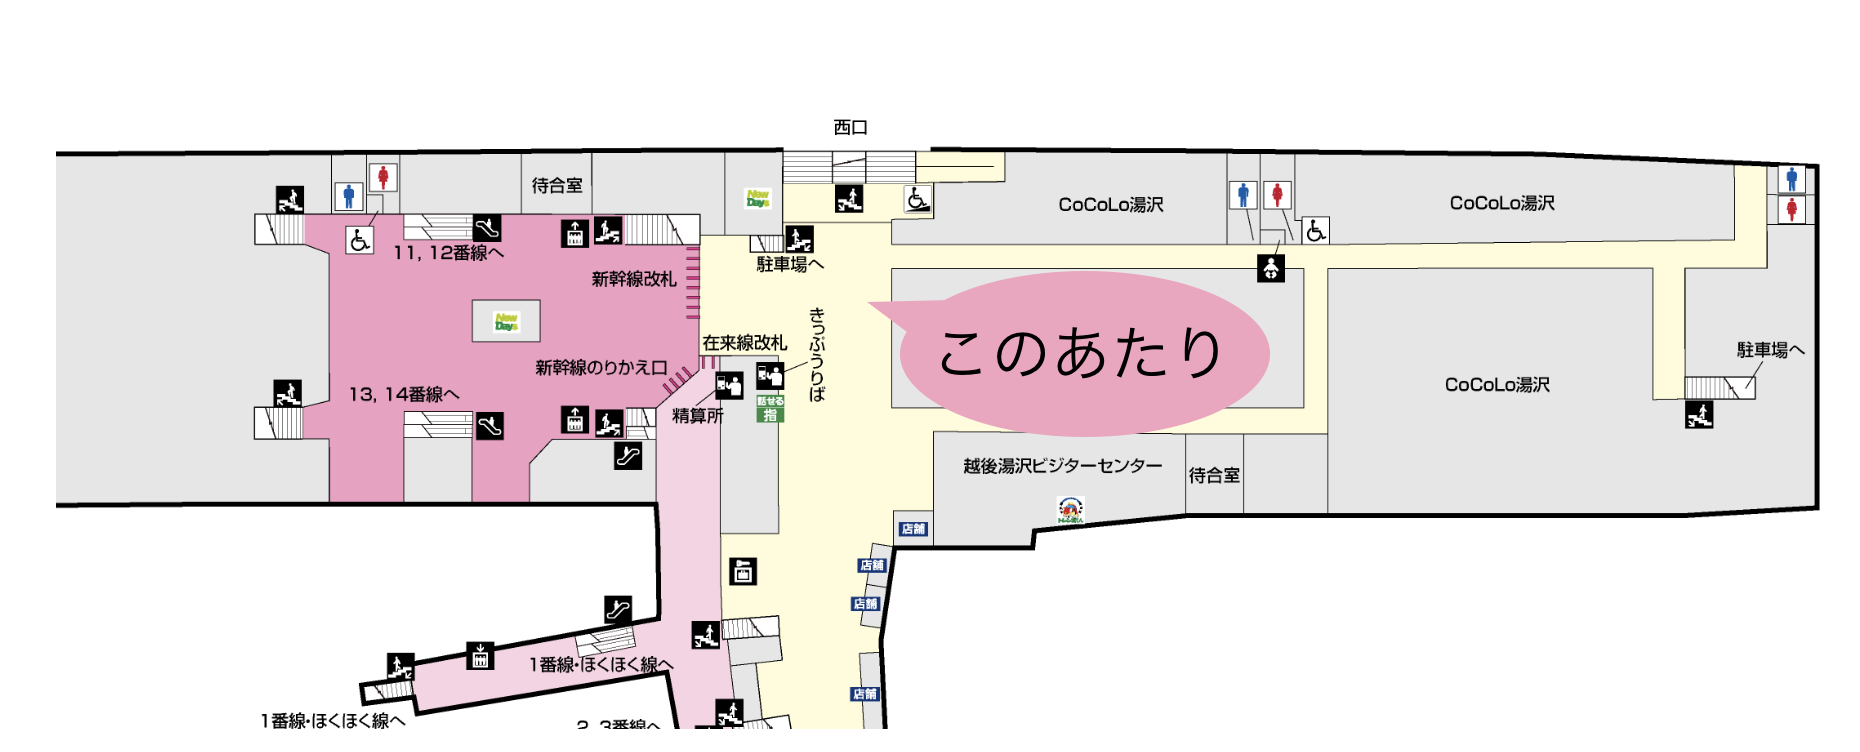 西口
待合室
New Days
CoCoLo湯沢
CoCoLo湯沢
11, 12番線へ
駐車場へ
新幹線改札
New Days
きっぷうりば
このあたり
在来線改札
駐車場へ
新幹線のりかえ口
CoCoLo湯沢
13, 14番線へ
精算所
話せる
指
越後湯沢ビジターセンター
待合室
店舗
店舗
店舗
1番線・ほくほく線へ
店舗
1番線・ほくほく線へ
2, 3番線へ